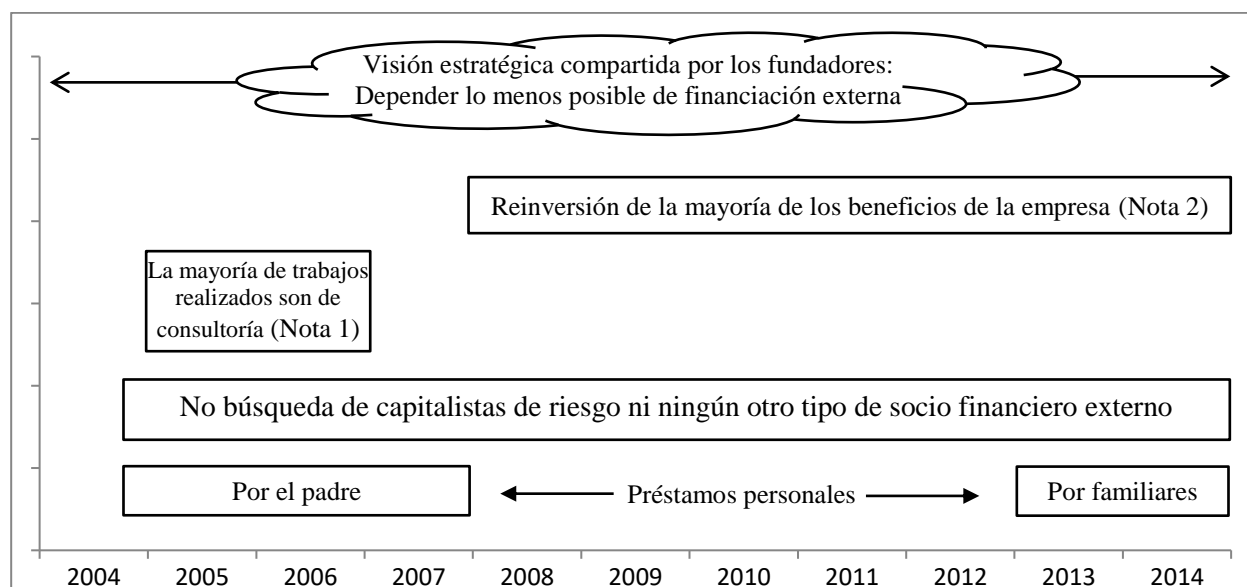 Visión estratégica compartida por los fundadores:
Depender lo menos posible de financiación externa
Reinversión de la mayoría de los beneficios de la empresa (Nota 2)
La mayoría de trabajos
realizados son de
consultoría (Nota 1)
No búsqueda de capitalistas de riesgo ni ningún otro tipo de socio financiero externo
Por el padre
Préstamos personales
Por familiares
2004 2005 2006 2007 2008 2009 2010 2011 2012 2013 2014